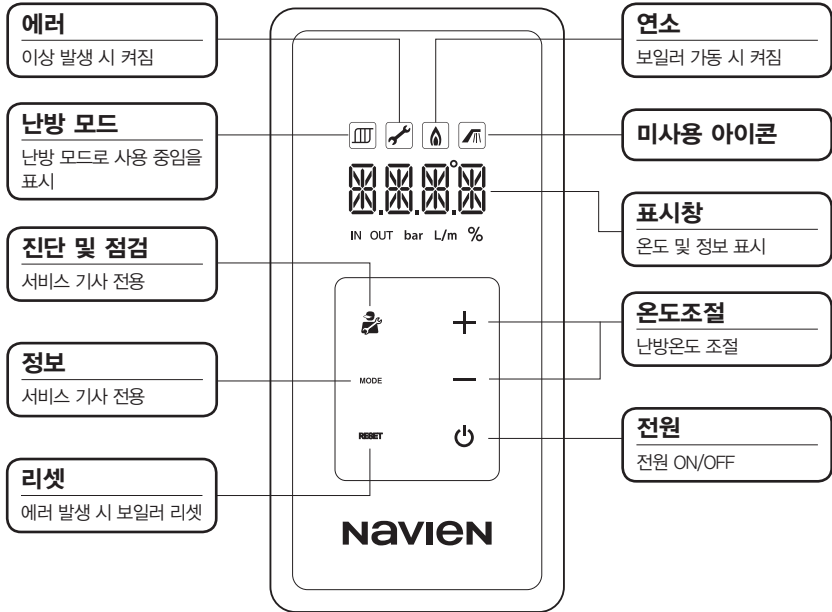 에러
이상 발생 시 켜짐
난방 모드
난방 모드로 사용 중임을
표시
진단 및 점검
서비스 기사 전용
정보
서비스 기사 전용
리셋
에러 발생 시 보일러 리셋
IN OUT bar L/m %
MODE
RESET
NAVIEN
연소
보일러 가동 시 켜짐
미사용 아이콘
표시창
온도 및 정보 표시
온도조절
난방온도 조절
전원
전원 ON/OFF